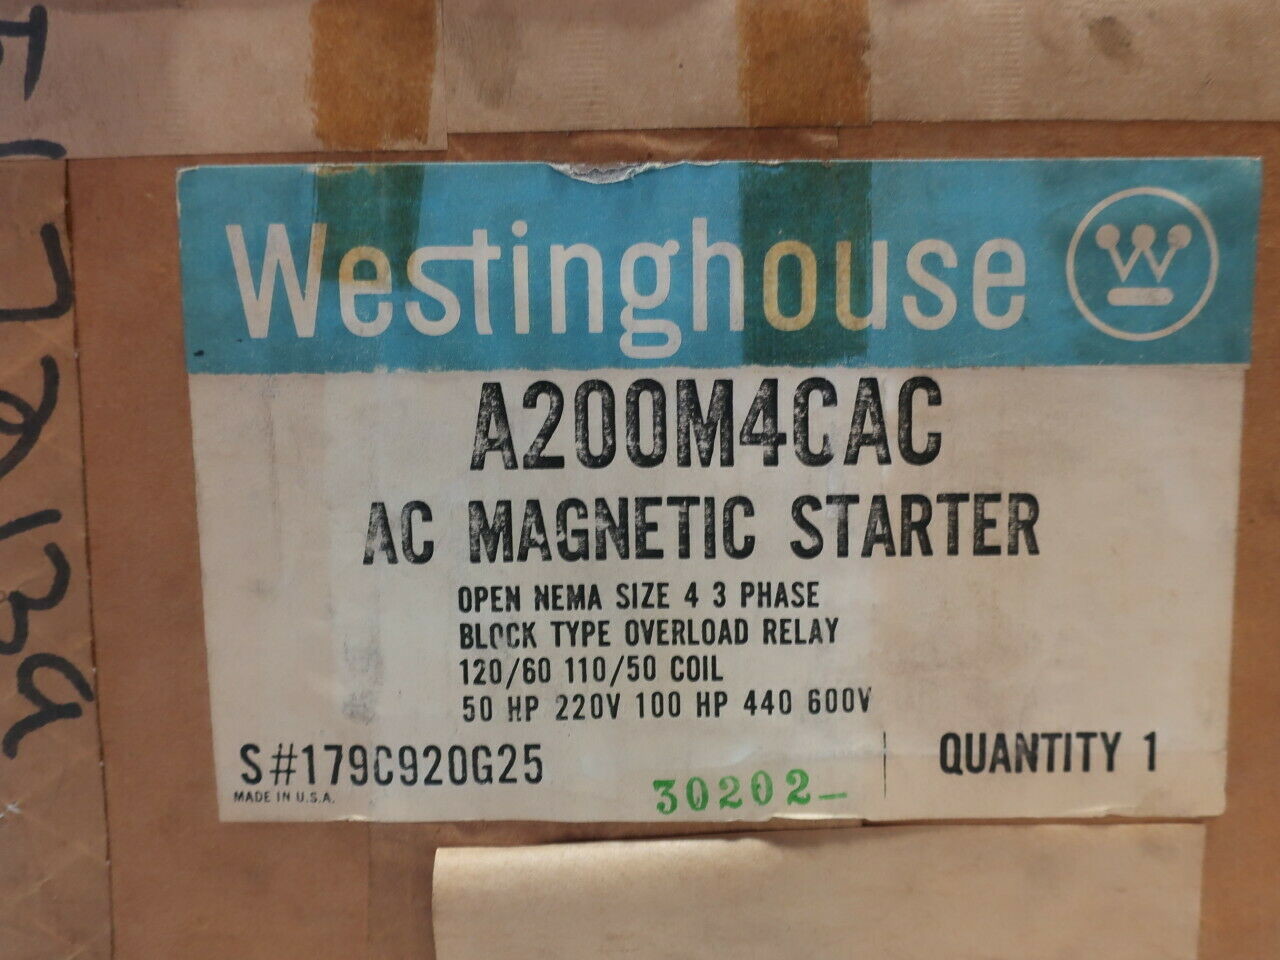 Westinghouse
A200M4CAC
AC MAGNETIC STARTER
OPEN NEMA SIZE 4 3 PHASE
BLOCK TYPE OVERLOAD RELAY
120/60 110/50 COIL
50 HP 220V 100 HP 440 600V
S#179C920G25
QUANTITY 1
MADE IN U.S.A.
30202-